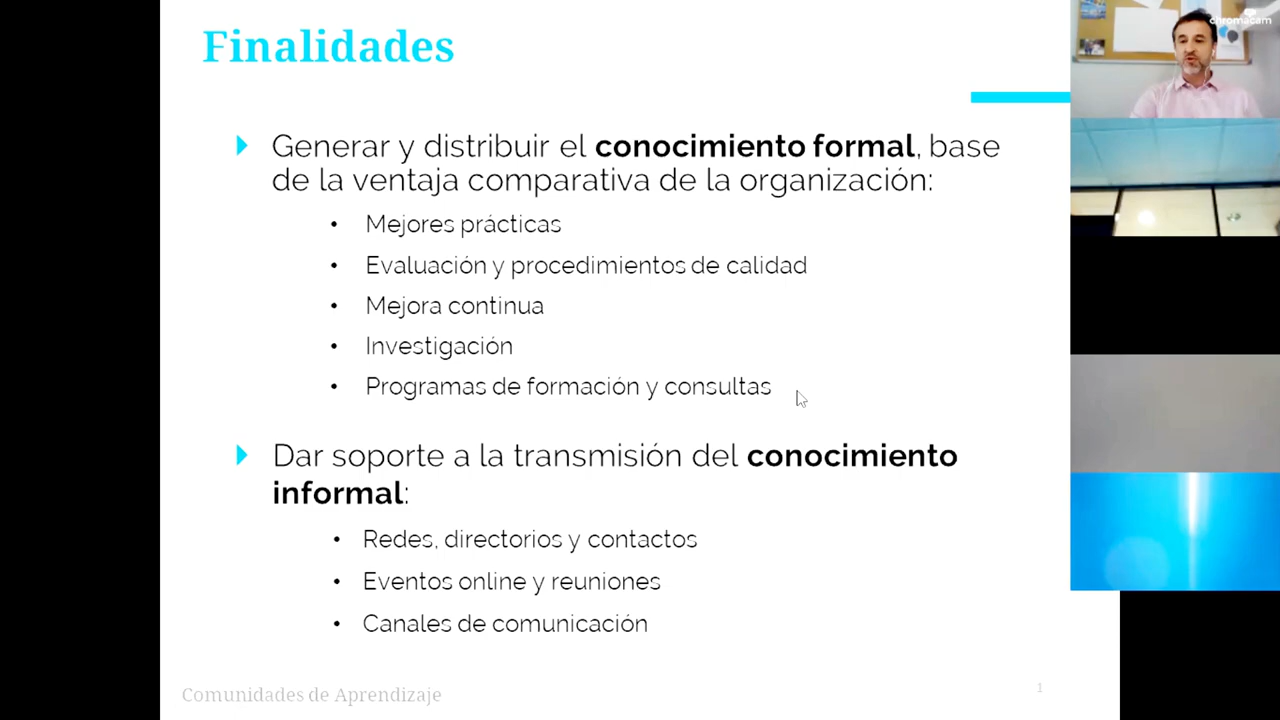 Finalidades
Generar y distribuir el conocimiento formal, base
de la ventaja comparativa de la organización:
• Mejores prácticas
• Evaluación y procedimientos de calidad
• Mejora continua
• Investigación
• Programas de formación y consultas
Dar soporte a la transmisión del conocimiento
informal:
• Redes, directorios y contactos
• Eventos online y reuniones
• Canales de comunicación
Comunidades de Aprendizaje
1
chromacam